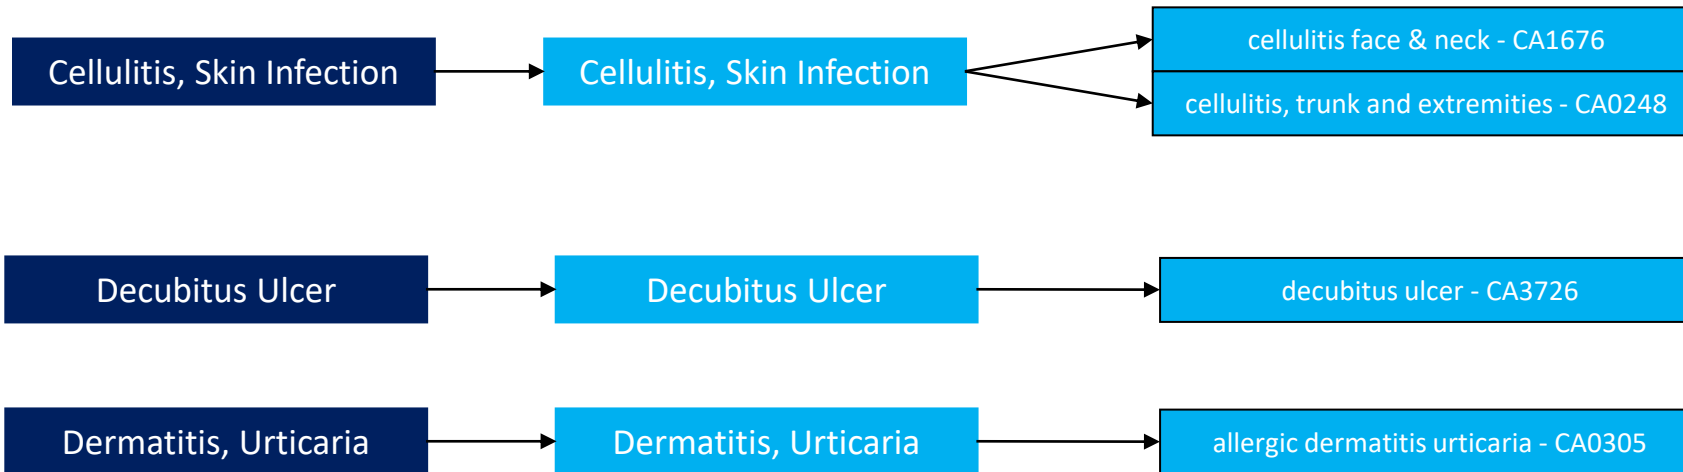 Cellulitis, Skin Infection
Cellulitis, Skin Infection
cellulitis face & neck - CA1676
cellulitis, trunk and extremities - CA0248
Decubitus Ulcer
Decubitus Ulcer
decubitus ulcer - CA3726
Dermatitis, Urticaria
Dermatitis, Urticaria
allergic dermatitis urticaria - CA0305